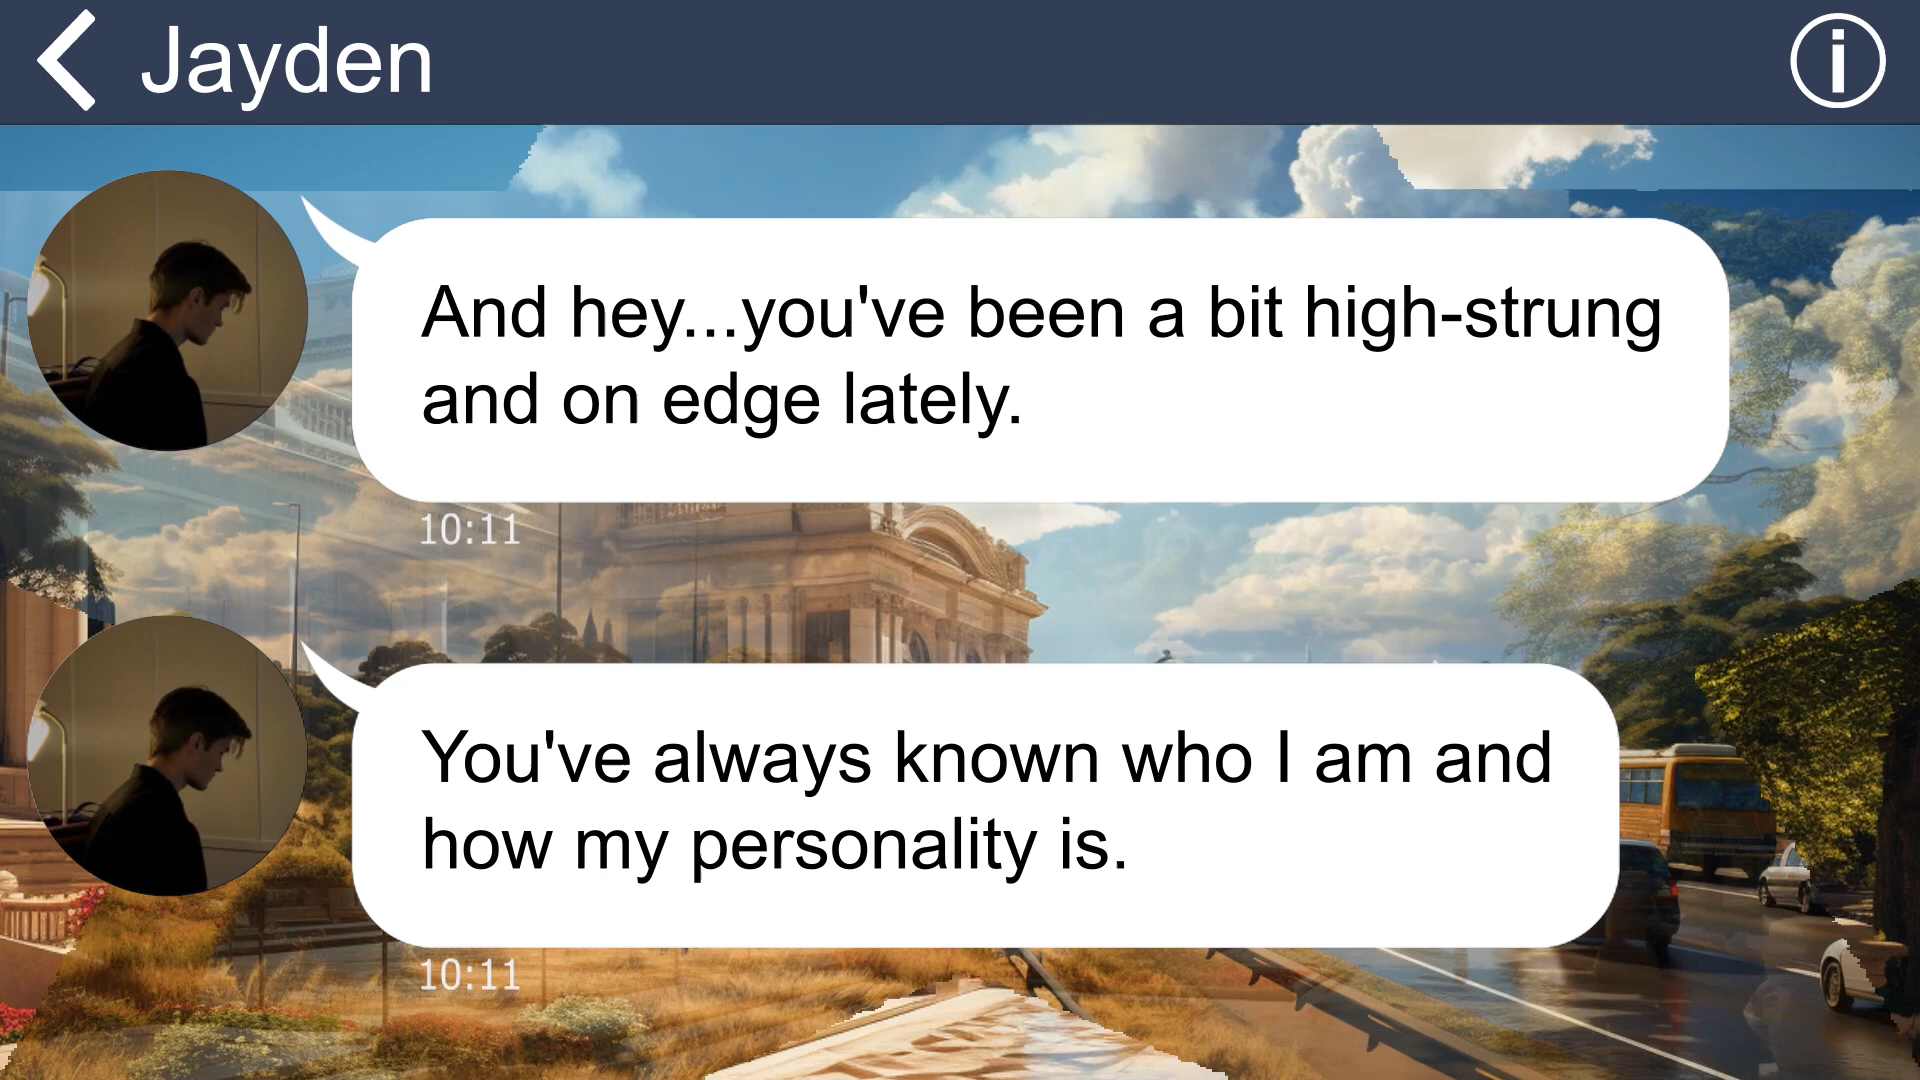 Jayden
And hey...you've been a bit high-strung
and on edge lately.
10:11
You've always known who I am and
how my personality is.
10:11